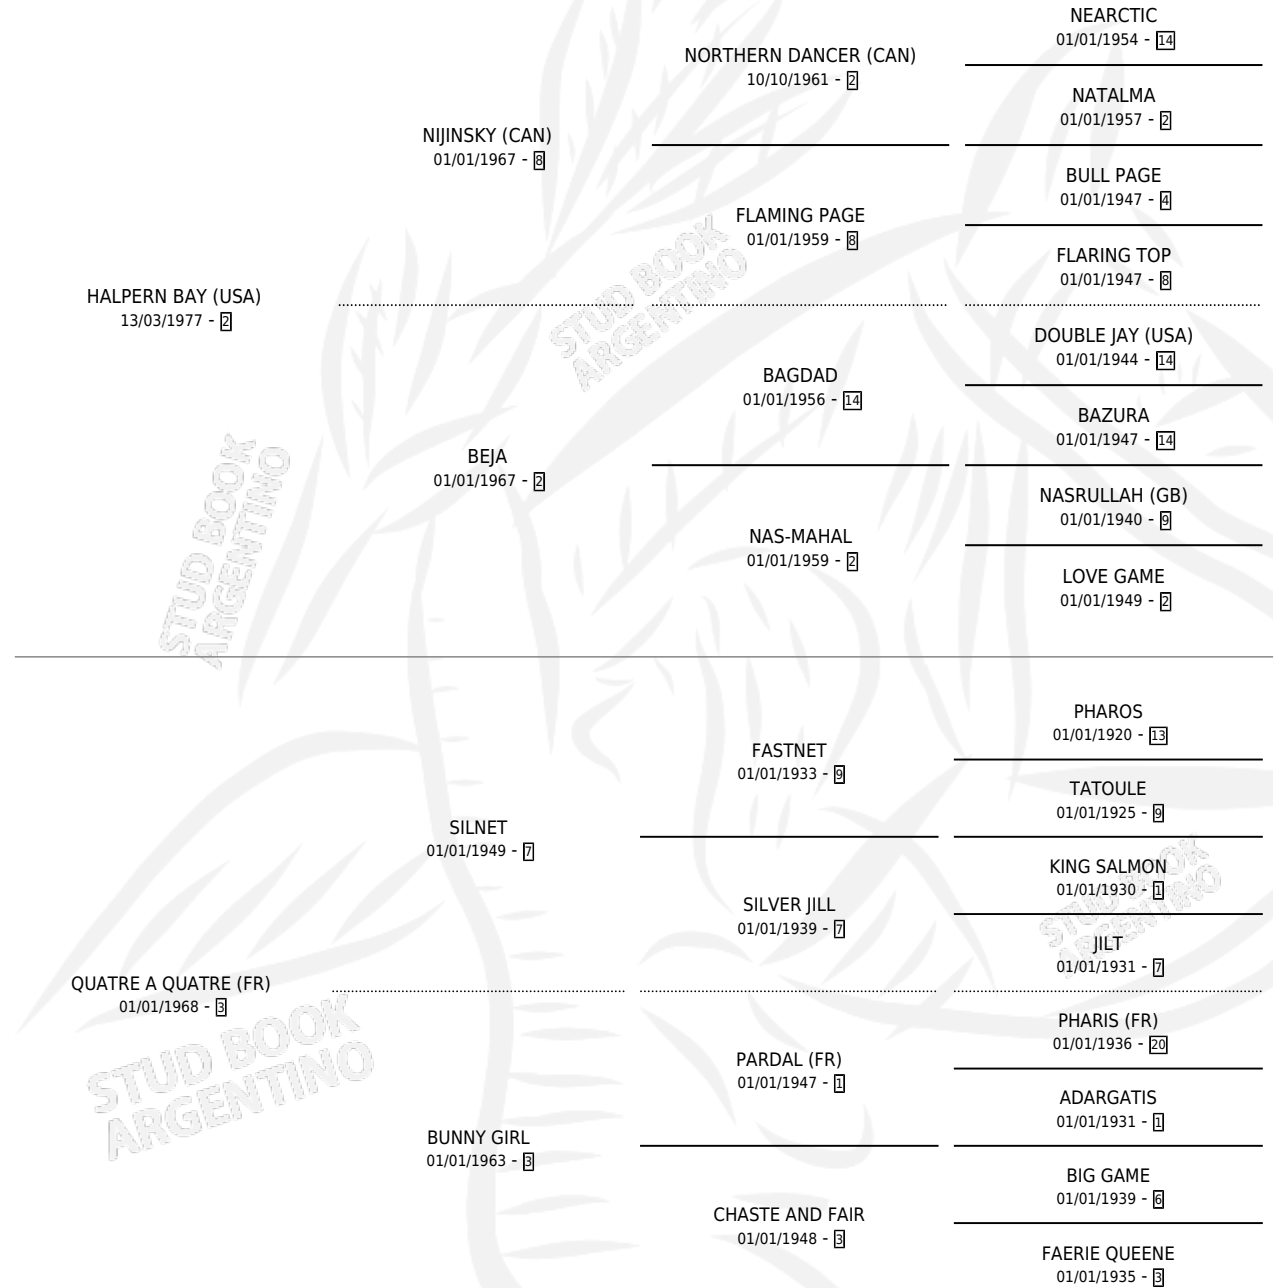 NEARCTIC
01/01/1954 - 14
NORTHERN DANCER (CAN)
10/10/1961 - 2
NATALMA
01/01/1957 - 2
NIJINSKY (CAN)
01/01/1967 - 8
BULL PAGE
01/01/1947 - 4
FLAMING PAGE
01/01/1959 - 8
FLARING TOP
01/01/1947 - 8
HALPERN BAY (USA)
13/03/1977 - 2
DOUBLE JAY (USA)
01/01/1944 - 14
BAGDAD
01/01/1956 - 14
BAZURA
01/01/1947 - 14
BEJA
01/01/1967 - 2
NASRULLAH (GB)
01/01/1940 - 9
NAS-MAHAL
01/01/1959 - 2
LOVE GAME
01/01/1949 - 2
STUD BOOK
ARGENTINO
STUD BOOK
ARGENTINO
PHAROS
01/01/1920 - 13
FASTNET
01/01/1933 - 9
TATOULE
01/01/1925 - 9
SILNET
01/01/1949 - 7
KING SALMON
01/01/1930 - 1
SILVER JILL
01/01/1939 - 7
JILT
01/01/1931 - 7
QUATRE A QUATRE (FR)
01/01/1968 - 3
PHARIS (FR)
01/01/1936 - 20
PARDAL (FR)
01/01/1947 - 1
ADARGATIS
01/01/1931 - 1
BUNNY GIRL
01/01/1963 - 3
BIG GAME
01/01/1939 - 6
CHASTE AND FAIR
01/01/1948 - 3
FAERIE QUEENE
01/01/1935 - 3
STUD BOOK
ARGENTINO
STUD BOOK
ARGENTINO